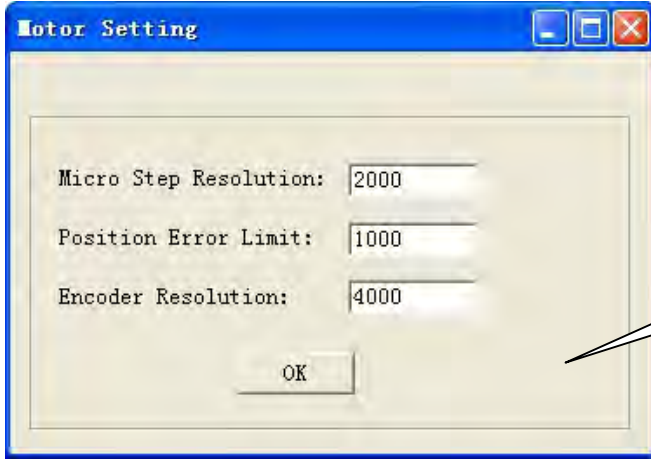 Motor Setting
Micro Step Resolution: 2000
Position Error Limit: 1000
Encoder Resolution: 4000
OK